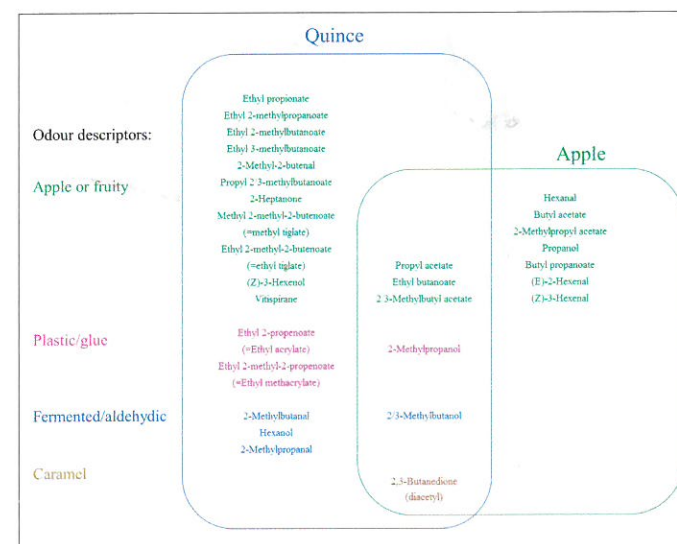 Quince
Odour descriptors:
Apple or fruity
Plastic/glue
Fermented/aldehydic
Caramel
Ethyl propionate
Ethyl 2-methylpropanoate
Ethyl 2-methylbutanoate
Ethyl 3-methylbutanoate
2-Methyl-2-butenal
Propyl 2/3-methylbutanoate
2-Heptanone
Methyl 2-methyl-2-butenoate
(=methyl tiglate)
Ethyl 2-methyl-2-butenoate
(=ethyl tiglate)
(Z)-3-Hexenol
Vitispirane
Ethyl 2-propenoate
(=Ethyl acrylate)
Ethyl 2-methyl-2-propenoate
(=Ethyl methacrylate)
2-Methylbutanal
Hexanol
2-Methylpropanal
Propyl acetate
Ethyl butanoate
2/3-Methylbutyl acetate
2-Methylpropanol
2/3-Methylbutanol
2,3-Butanedione
(diacetyl)
Apple
Hexanal
Butyl acetate
2-Methylpropyl acetate
Propanol
Butyl propanoate
(E)-2-Hexenal
(Z)-3-Hexenal